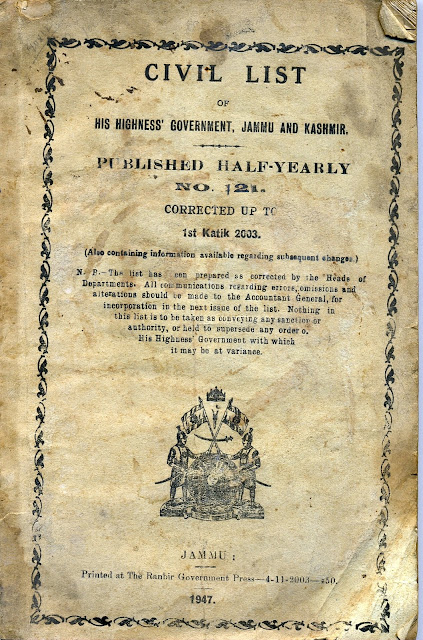 CIVIL LIST
OF
HIS HIGHNESS' GOVERNMENT, JAMMU AND KASHMIR.
PUBLISHED HALF-YEARLY
NO. 121.
CORRECTED UP TO
1st Katik 2003.
(Also containing information available regarding subsequent changes)
N. B.—The list has been prepared as corrected by the Heads of
Departments. All communications regarding errors, omissions and
alterations should be made to the Accountant General, for
incorporation in the next issue of the list. Nothing in
this list is to be taken as conveying any sanction or
authority, or held to supersede any order o.
His Highness' Government with which
it may be at variance.
JAMMU:
Printed at The Ranbir Government Press—4-11-2003—450.
1947.